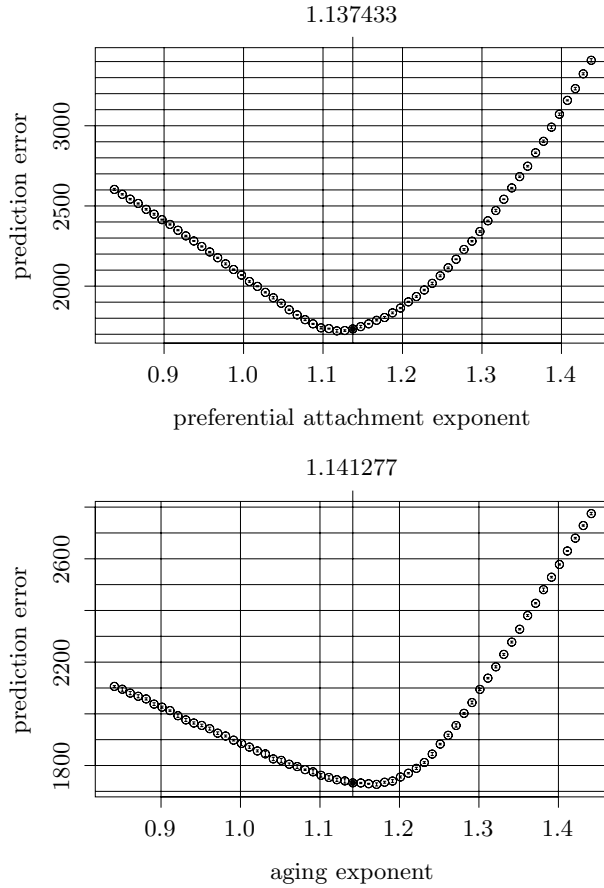 1.137433
prediction error
3000
2500
2000
0.9 1.0 1.1 1.2 1.3 1.4
preferential attachment exponent
1.141277
prediction error
2600
2200
1800
0.9 1.0 1.1 1.2 1.3 1.4
aging exponent